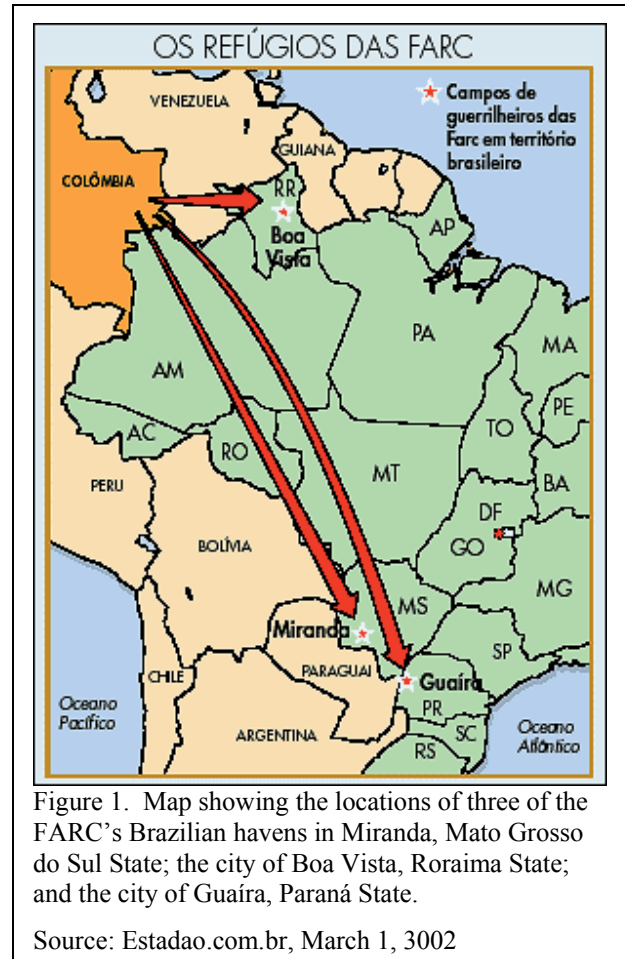 OS REFÚGIOS DAS FARC
VENEZUELA
Campos de
guerrilheiros das
Farc em território
brasileiro
GUIANA
COLÔMBIA
RR
Boa
Vista
AP
PA
MA
AM
PE
TO
AC
RO
MT
BA
PERU
DF
GO
BOLÍVIA
MG
MS
Miranda
SP
PARAGUAI
Guaíra
CHILE
PR
Oceano
Pacífico
SC
Oceano
Atlântico
ARGENTINA
RS
Figure 1. Map showing the locations of three of the
FARC’s Brazilian havens in Miranda, Mato Grosso
do Sul State; the city of Boa Vista, Roraima State;
and the city of Guaíra, Paraná State.
Source: Estadao.com.br, March 1, 3002